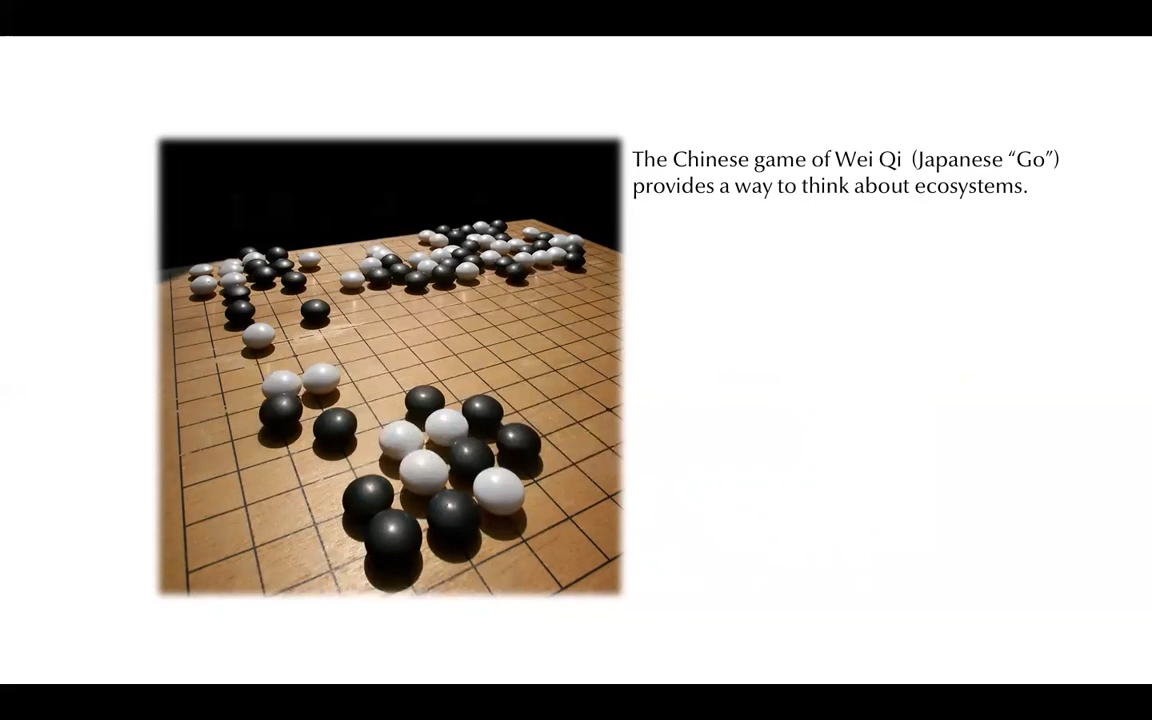 The Chinese game of Wei Qi (Japanese “Go”)
provides a way to think about ecosystems.